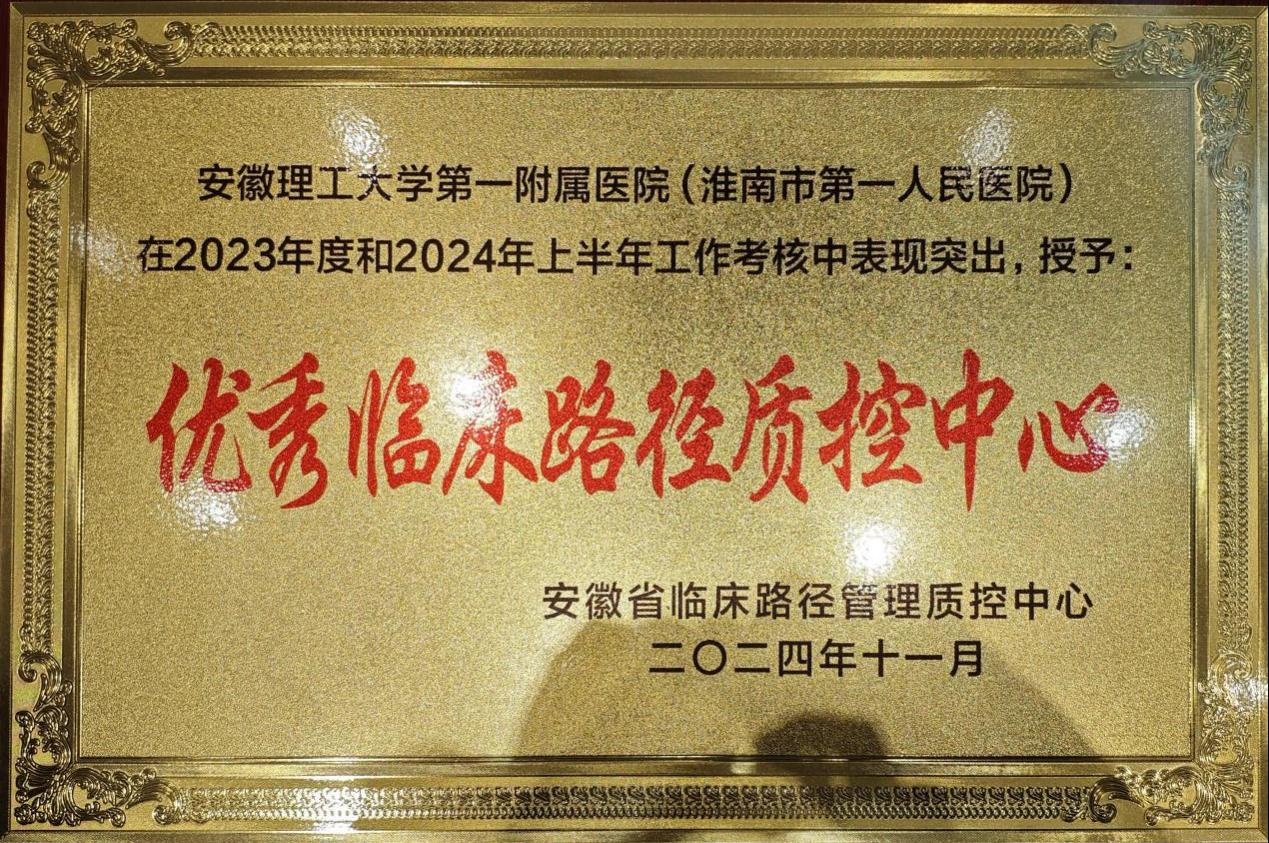 安徽理工大学第一附属医院(淮南市第一人民医院)
在2023年度和2024年上半年工作考核中表现突出,授予:
优秀临床路径质控中心
安徽省临床路径管理质控中心
二〇二四年十一月